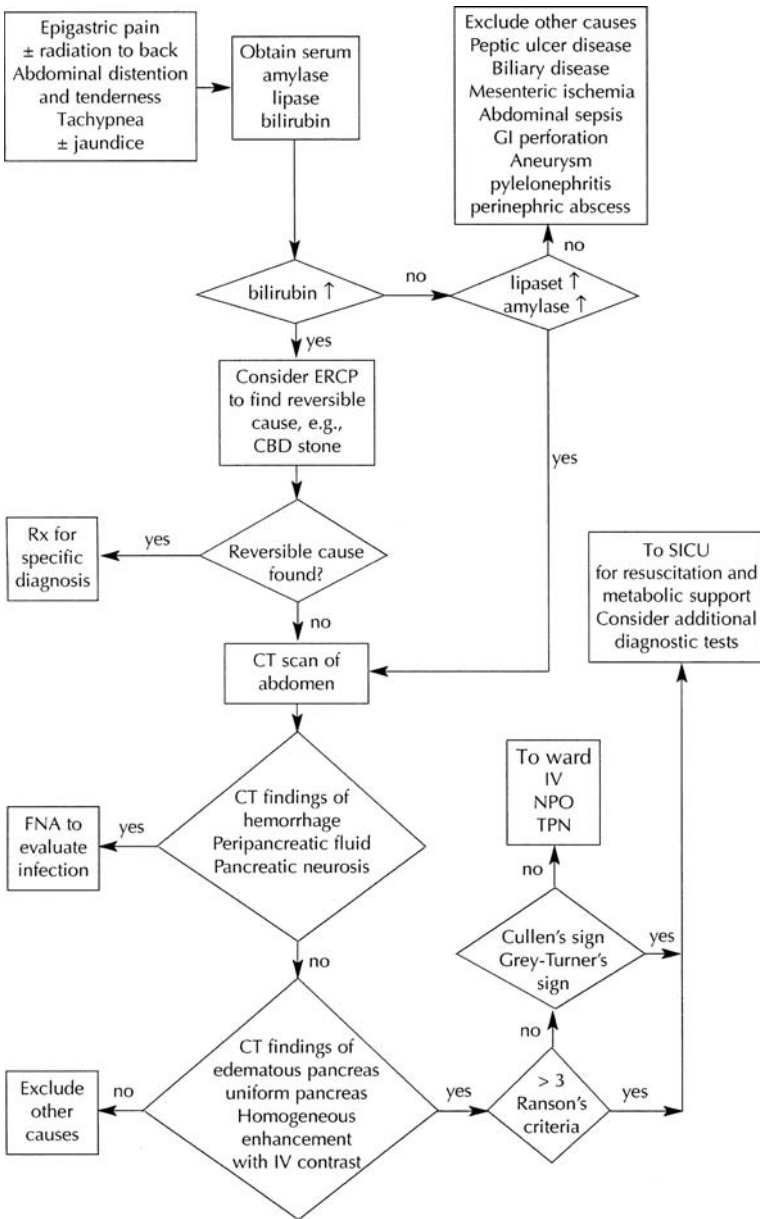 Epigastric pain
± radiation to back
Abdominal distention
and tenderness
Tachypnea
± jaundice
Obtain serum
amylase
lipase
bilirubin
Exclude other causes
Peptic ulcer disease
Biliary disease
Mesenteric ischemia
Abdominal sepsis
GI perforation
Aneurysm
pylelonephritis
perinephric abscess
no
bilirubin ↑
no
lipaset ↑
amylase ↑
yes
Consider ERCP
to find reversible
cause, e.g.,
CBD stone
yes
Rx for
specific
diagnosis
yes
Reversible cause
found?
no
To SICU
for resuscitation and
metabolic support
Consider additional
diagnostic tests
CT scan of
abdomen
To ward
IV
NPO
TPN
FNA to
evaluate
infection
yes
CT findings of
hemorrhage
Peripancreatic fluid
Pancreatic neurosis
no
no
Cullen's sign
Grey-Turner's
sign
yes
no
Exclude
other
causes
no
CT findings of
edematous pancreas
uniform pancreas
Homogeneous
enhancement
with IV contrast
yes
> 3
Ranson's
criteria
yes